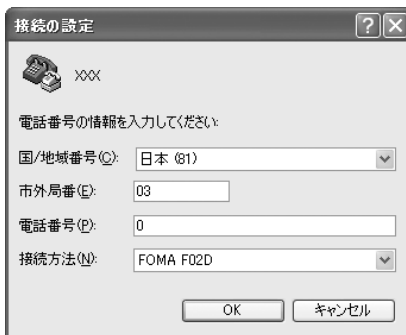 接続の設定
XXX
電話番号の情報を入力してください:
国/地域番号(C): 日本 (81)
市外局番(E): 03
電話番号(P): 0
接続方法(N): FOMA F02D
OK キャンセル